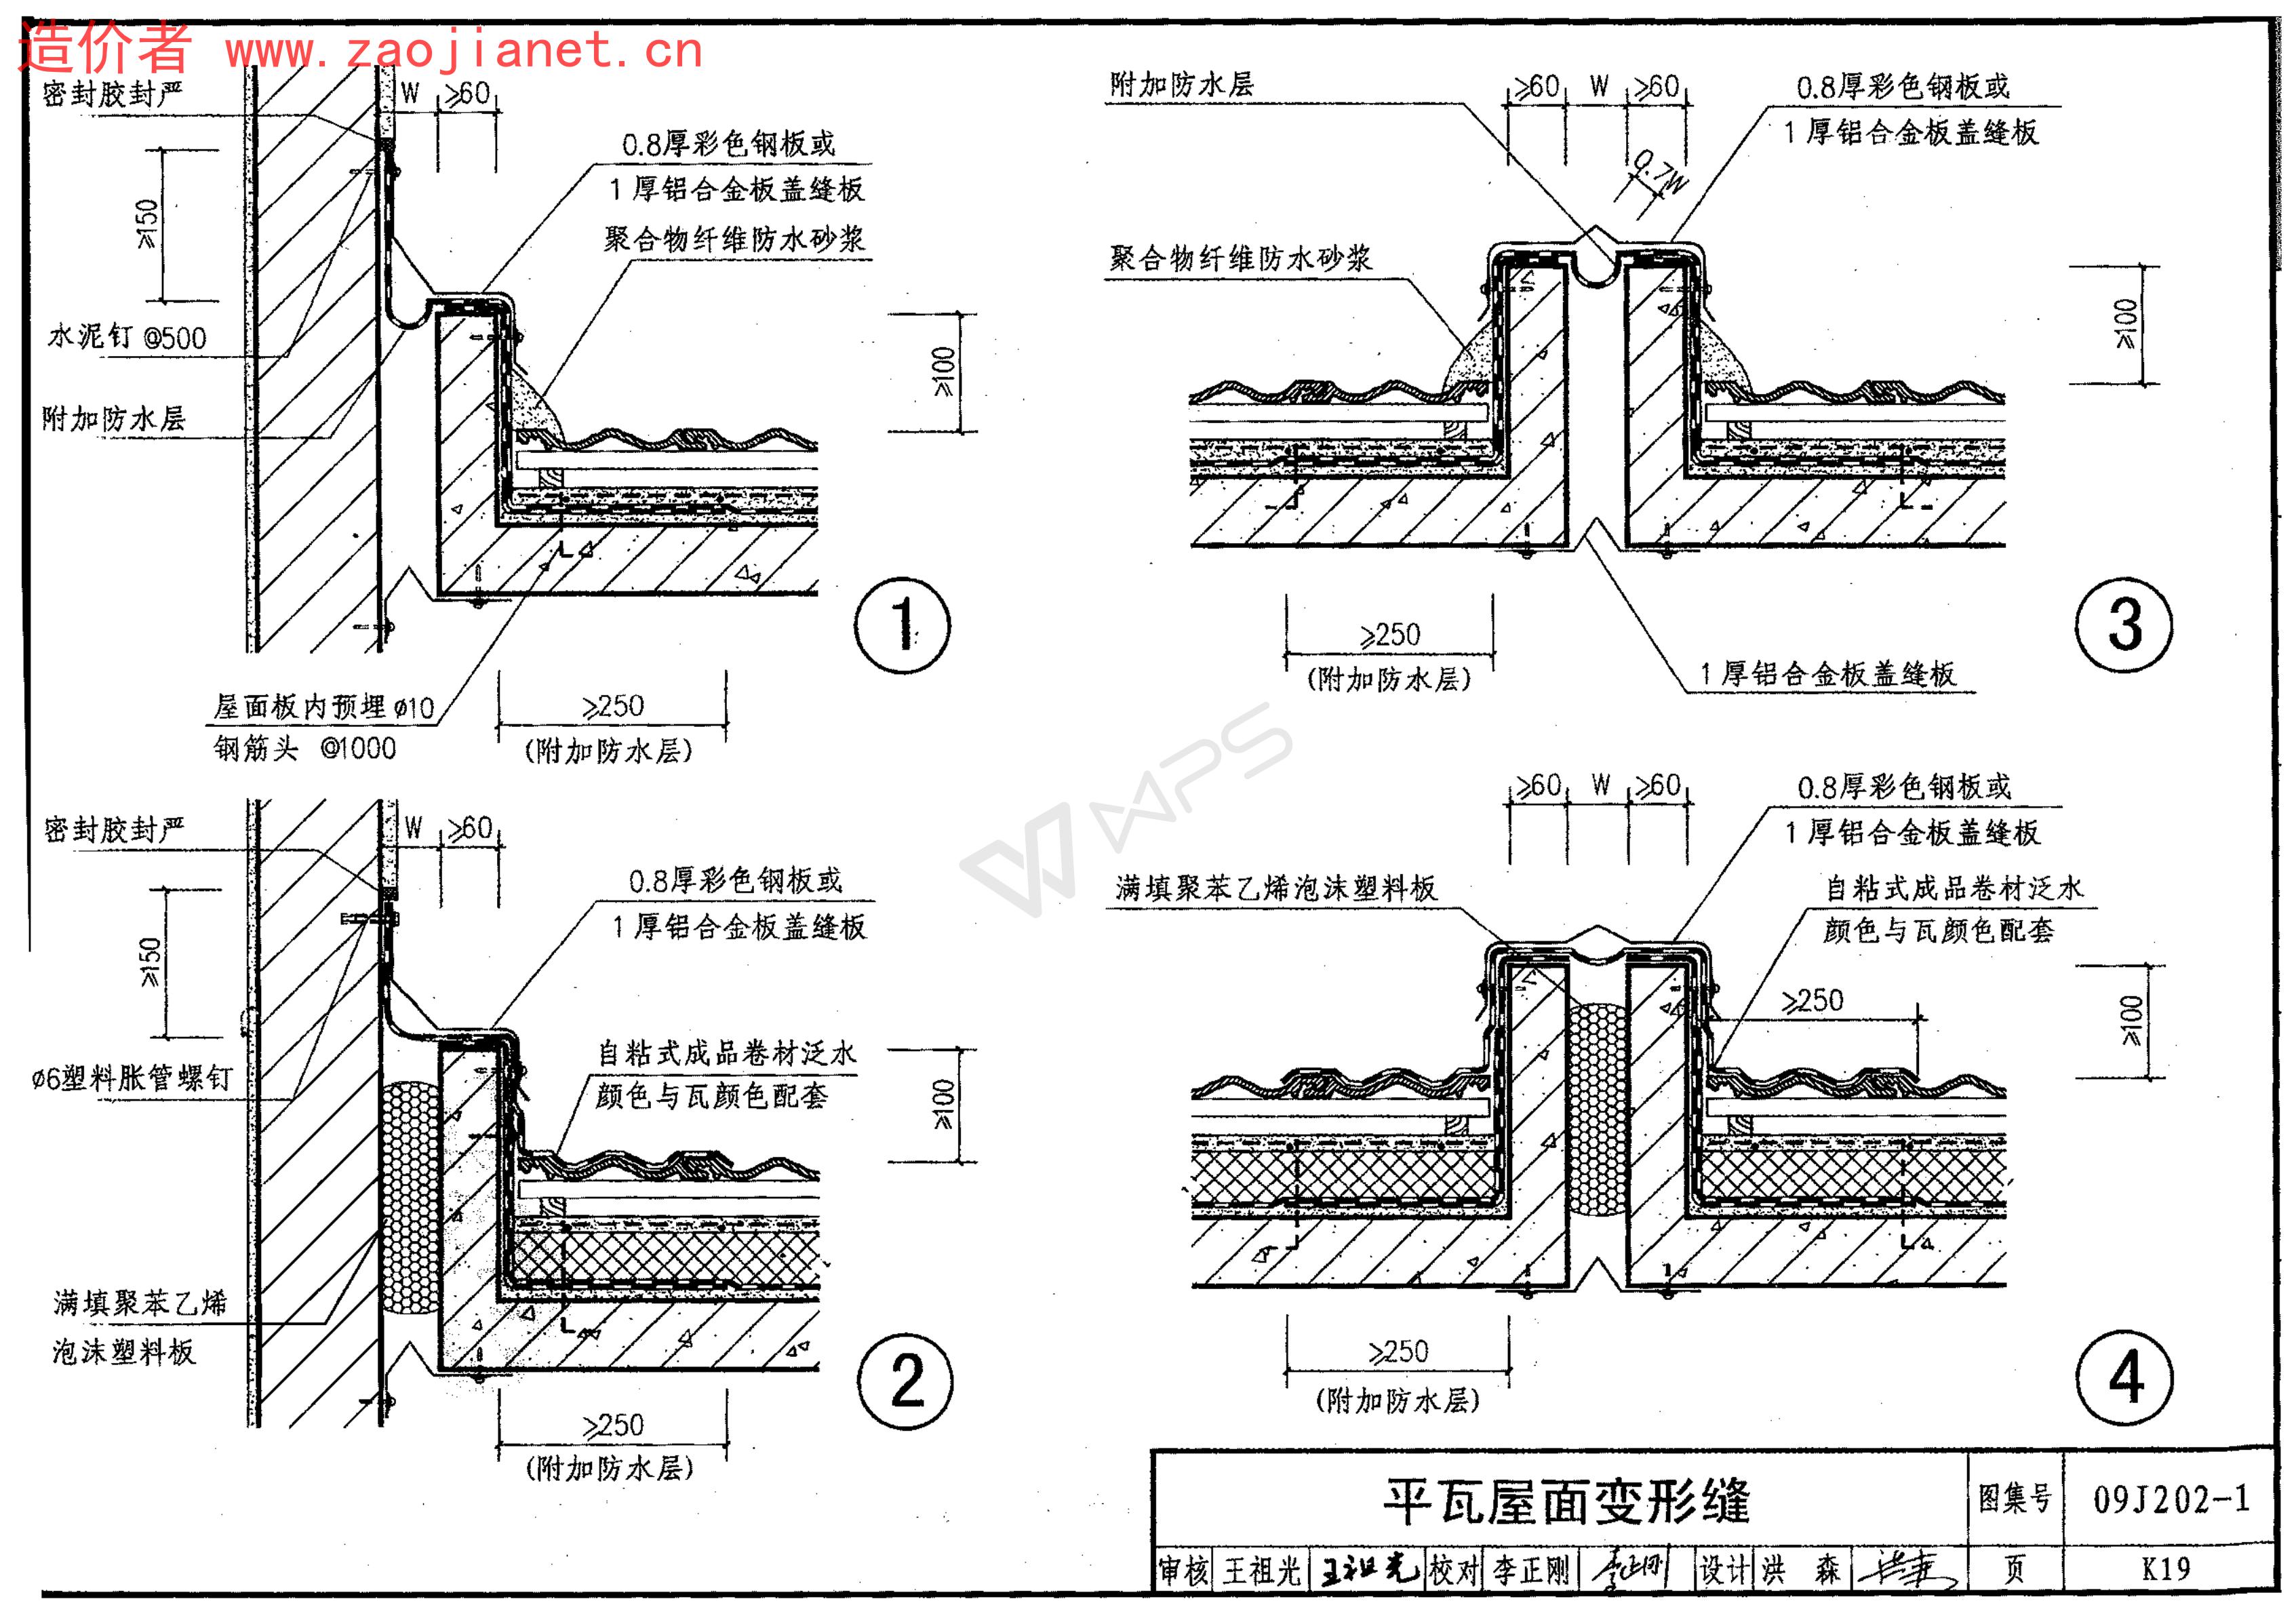 造价者 www.zaojianet.cn
密封胶封严
W ≥60
0.8厚彩色钢板或
1厚铝合金板盖缝板
聚合物纤维防水砂浆
≥150
水泥钉 @500
≥100
附加防水层
1
屋面板内预埋 ø10
钢筋头 @1000
≥250
(附加防水层)
附加防水层
≥60 W ≥60
0.8厚彩色钢板或
1厚铝合金板盖缝板
0.7W
聚合物纤维防水砂浆
≥100
3
≥250
(附加防水层)
1厚铝合金板盖缝板
WPS
密封胶封严
W ≥60
0.8厚彩色钢板或
1厚铝合金板盖缝板
≥150
自粘式成品卷材泛水
颜色与瓦颜色配套
ø6塑料胀管螺钉
≥100
满填聚苯乙烯
泡沫塑料板
2
≥250
(附加防水层)
≥60 W ≥60
0.8厚彩色钢板或
1厚铝合金板盖缝板
满填聚苯乙烯泡沫塑料板
自粘式成品卷材泛水
颜色与瓦颜色配套
≥250
≥100
≥250
(附加防水层)
4
平瓦屋面变形缝
图集号 09J202-1
审核 王祖光 王祖光 校对 李正刚 李正刚 设计 洪 森
页 K19